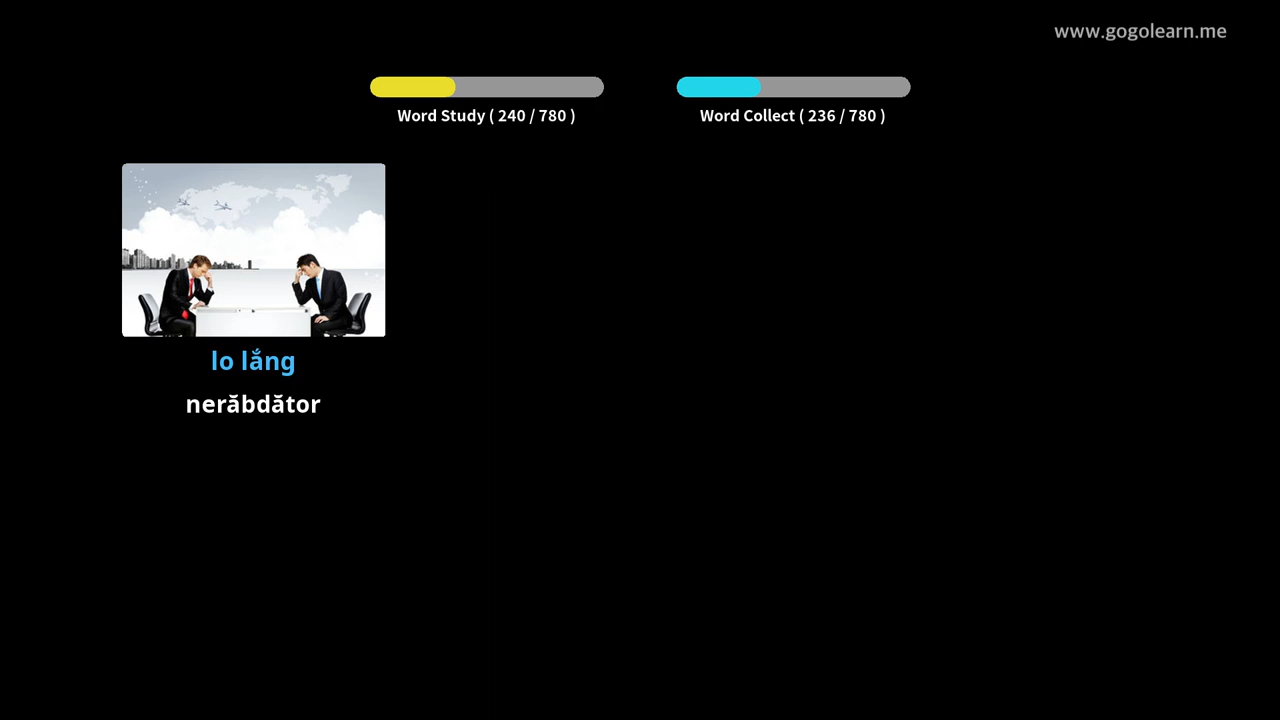 www.gogolearn.me
Word Study ( 240 / 780 )
Word Collect ( 236 / 780 )
lo lắng
nerăbdător